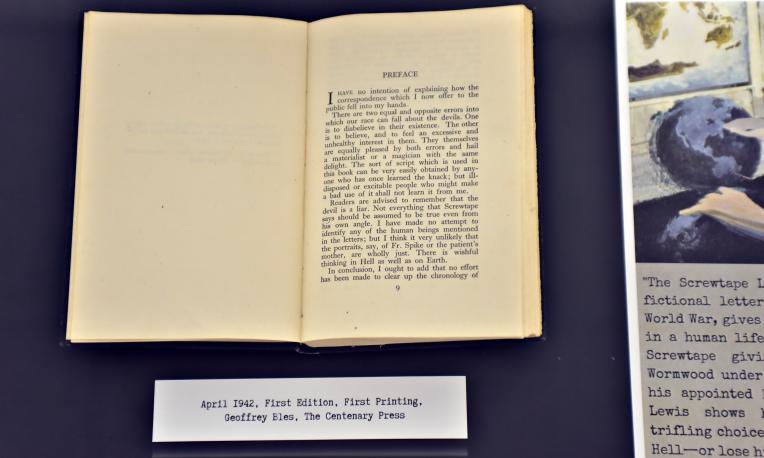 PREFACE
I HAVE no intention of explaining how the
correspondence which I now offer to the
public fell into my hands.
There are two equal and opposite errors into
which our race can fall about the devils. One
is to disbelieve in their existence. The other
is to believe, and to feel an excessive and
unhealthy interest in them. They themselves
are equally pleased by both errors and hail
a materialist or a magician with the same
delight. The sort of script which is used in
this book can be very easily obtained by any-
one who has once learned the knack; but ill-
disposed or excitable people who might make
a bad use of it shall not learn it from me.
Readers are advised to remember that the
devil is a liar. Not everything that Screwtape
says should be assumed to be true even from
his own angle. I have made no attempt to
identify any of the human beings mentioned
in the letters; but I think it very unlikely that
the portraits, say, of Fr. Spike or the patient's
mother, are wholly just. There is wishful
thinking in Hell as well as on Earth.
In conclusion, I ought to add that no effort
has been made to clear up the chronology of
9
April 1942, First Edition, First Printing,
Geoffrey Bles, The Centenary Press
"The Screwtape L
fictional letter
World War, gives
in a human life
Screwtape givi
Wormwood under
his appointed
Lewis shows
trifling choice
Hell—or lose hi